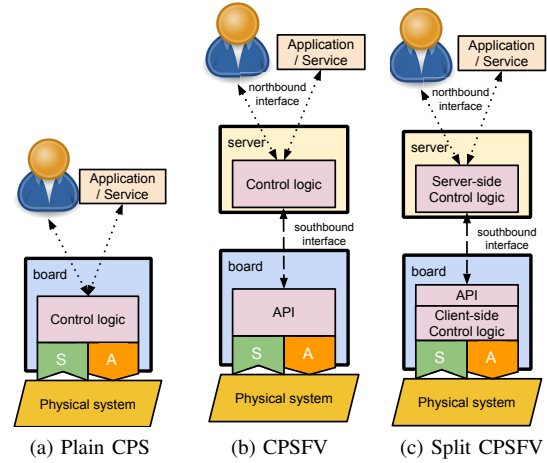 Application
/ Service
board
Control logic
S
A
Physical system
(a) Plain CPS
Application
/ Service
northbound
interface
server
Control logic
southbound
interface
board
API
S
A
Physical system
(b) CPSFV
Application
/ Service
northbound
interface
server
Server-side
Control logic
southbound
interface
board
API
Client-side
Control logic
S
A
Physical system
(c) Split CPSFV